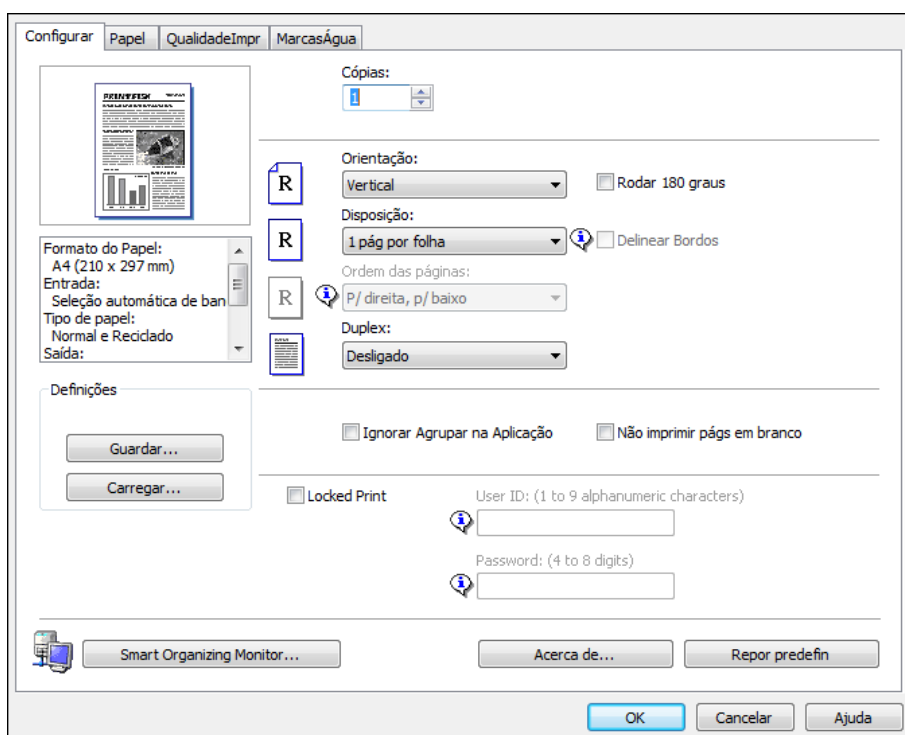 Configurar
Papel
QualidadeImpr
MarcasÁgua
PRINTDESK
Cópias:
1
Orientação:
R
Vertical
Rodar 180 graus
Disposição:
R
1 pág por folha
Delinear Bordos
Ordem das páginas:
R
P/ direita, p/ baixo
Duplex:
Desligado
Formato do Papel:
A4 (210 x 297 mm)
Entrada:
Seleção automática de ban
Tipo de papel:
Normal e Reciclado
Saída:
Definições
Guardar...
Carregar...
Ignorar Agrupar na Aplicação
Não imprimir págs em branco
Locked Print
User ID: (1 to 9 alphanumeric characters)
Password: (4 to 8 digits)
Smart Organizing Monitor...
Acerca de...
Repor predefin
OK
Cancelar
Ajuda